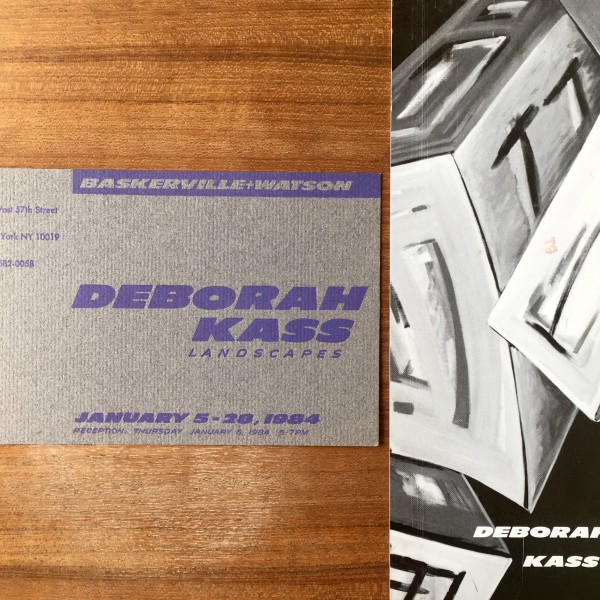 BASKERVILLE+WATSON
57th Street
York NY 10019
582-0058
DEBORAH
KASS
LANDSCAPES
JANUARY 5-28, 1984
RECEPTION: THURSDAY JANUARY 5, 1984 5-7PM
DEBORAH
KASS